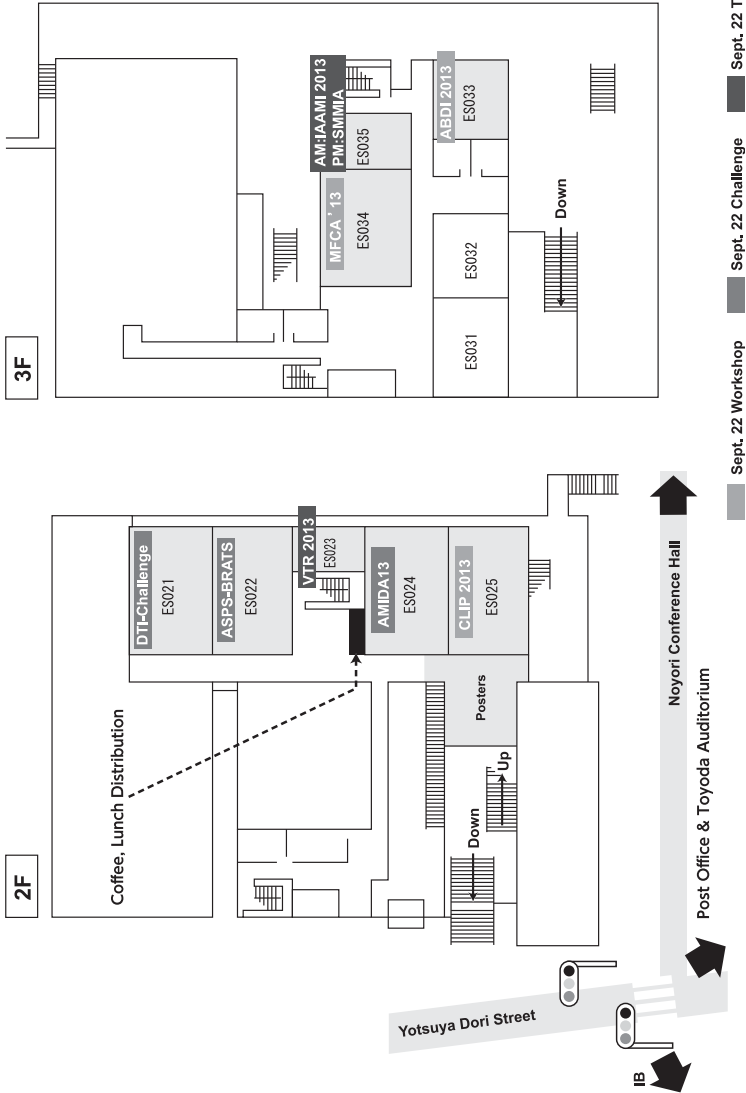 2F
Coffee, Lunch Distribution
DTI-Challenge
ES021
ASPS-BRATS
ES022
VTR 2013
ES023
AMIDA13
ES024
CLIP 2013
ES025
Posters
Down
Up
3F
AM:IAAMI 2013
PM:SMMIA
ES035
MFCA '13
ES034
ABDI 2013
ES033
ES032
ES031
Down
Yotsuya Dori Street
IB
Noyori Conference Hall
Post Office & Toyoda Auditorium
Sept. 22 Workshop
Sept. 22 Challenge
Sept. 22 T